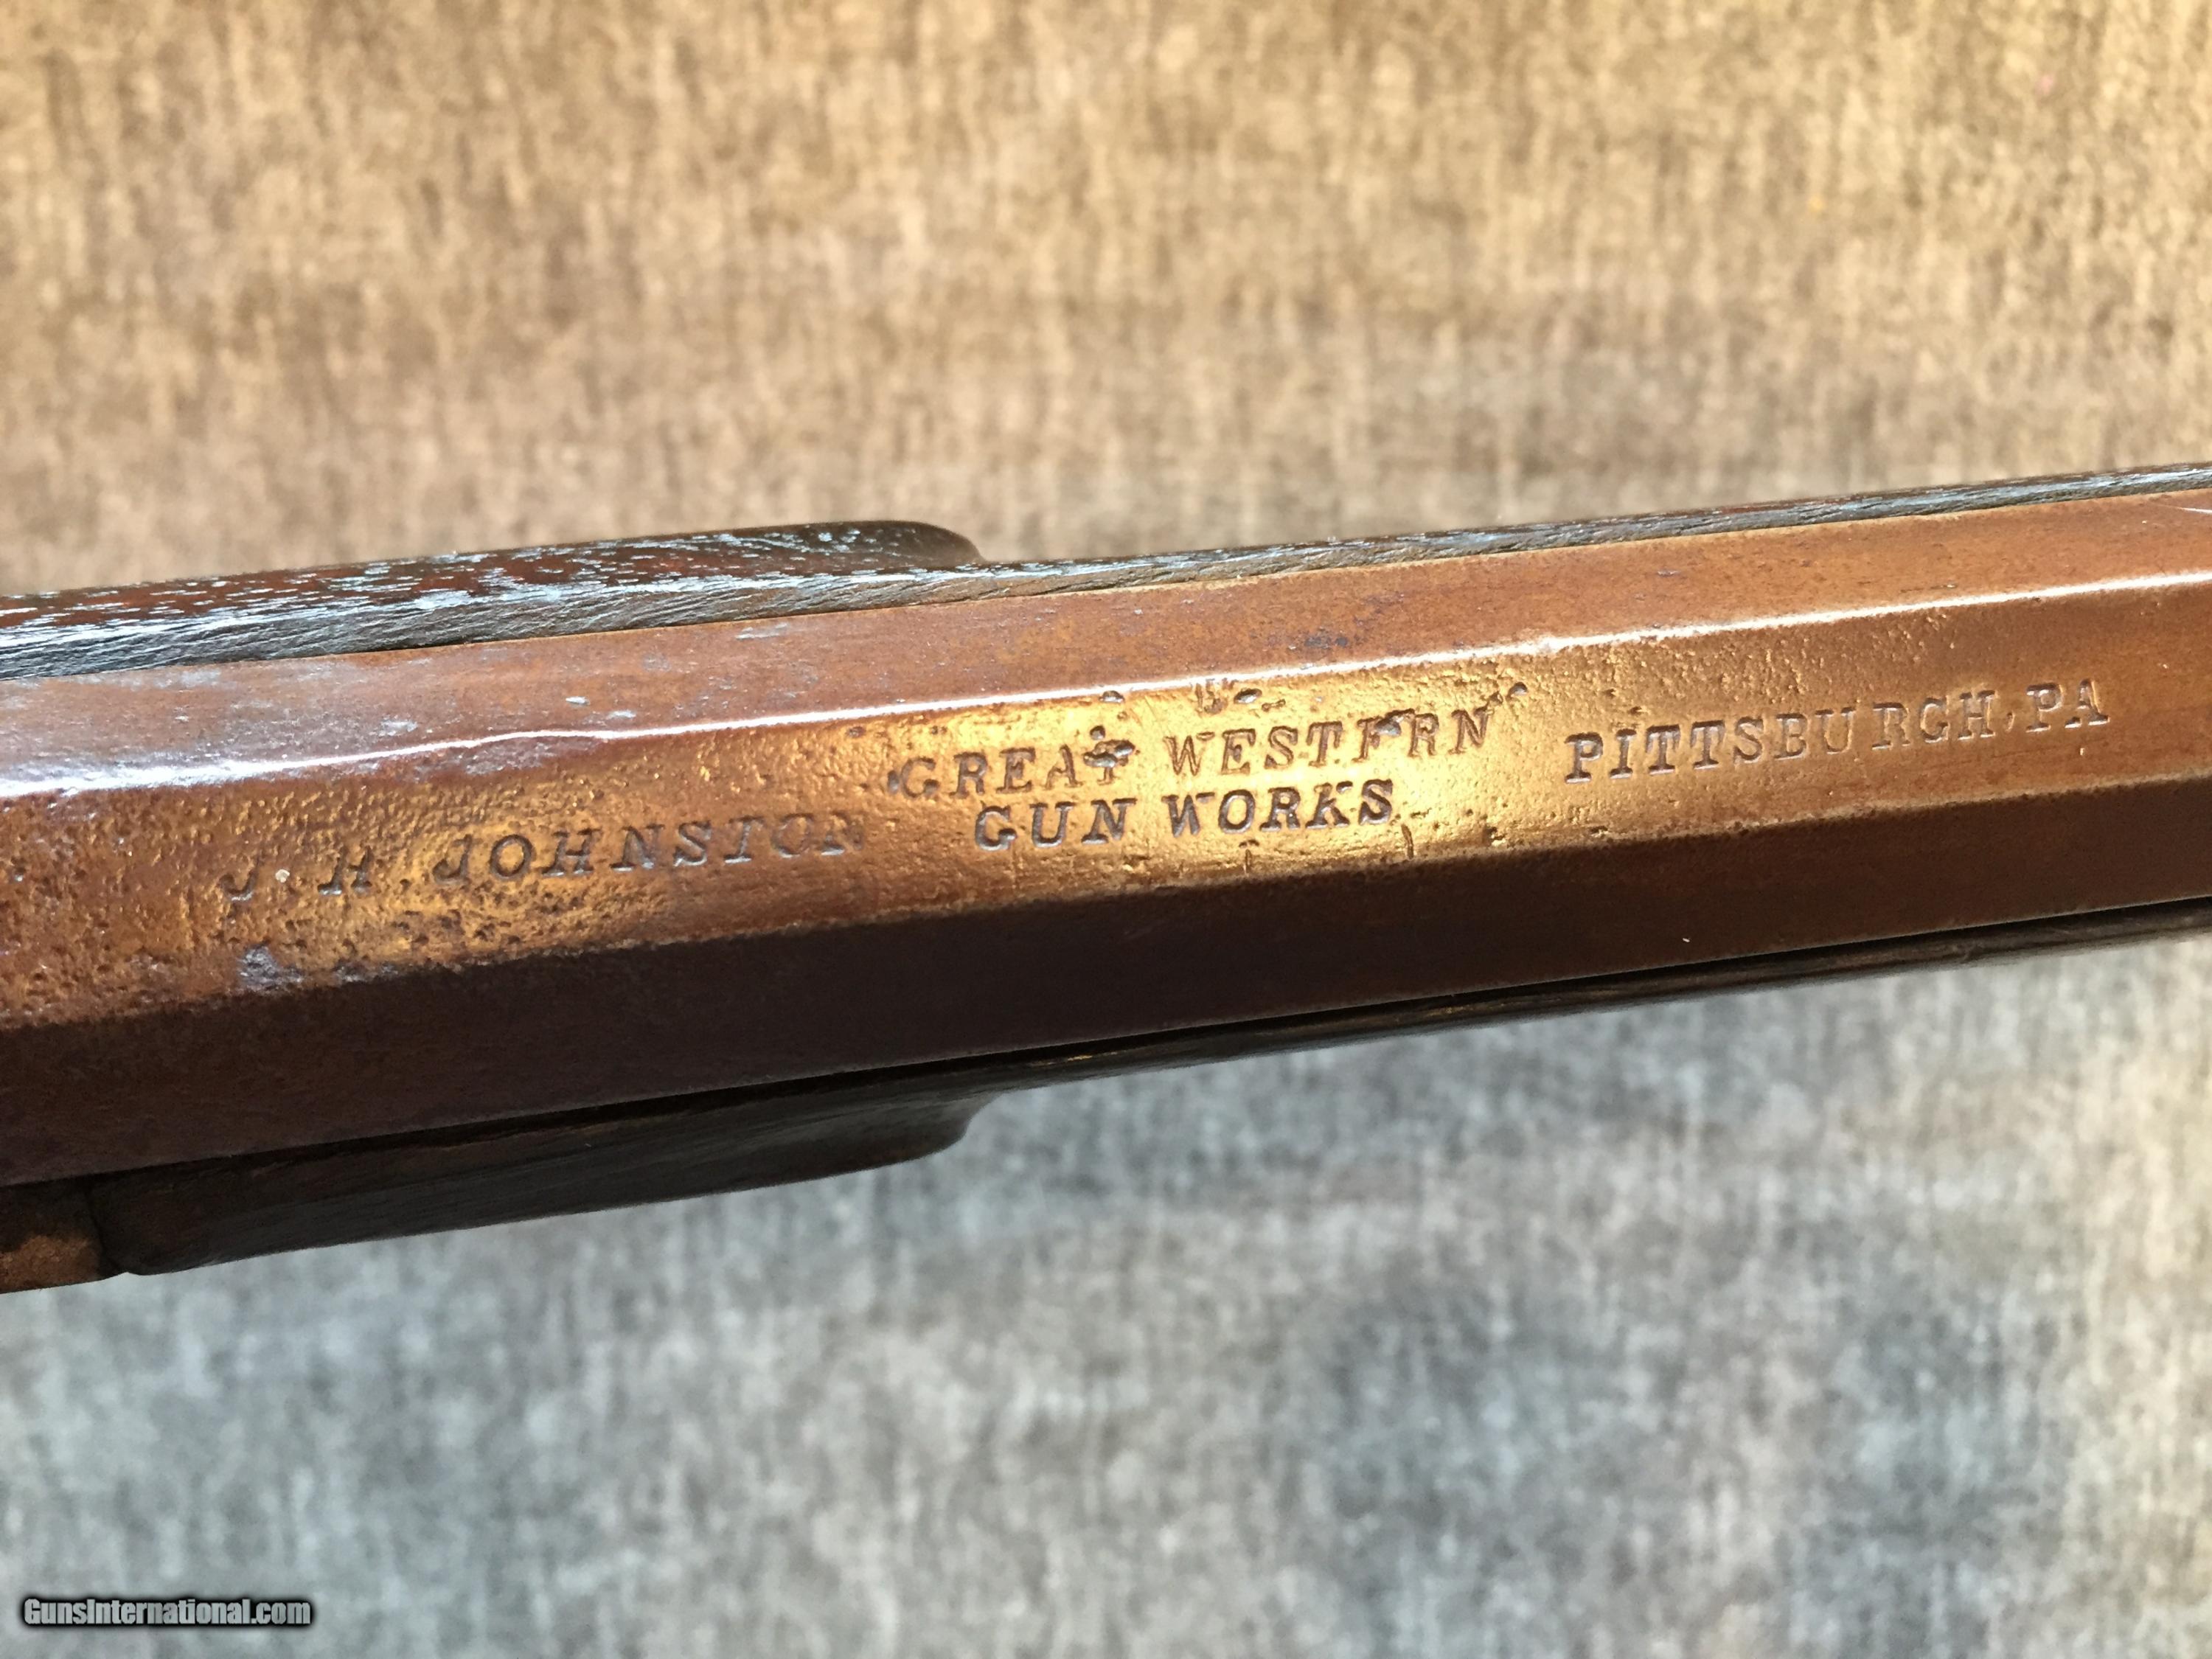 J. H. JOHNSTON
GREAT WESTERN
GUN WORKS
PITTSBURGH, PA
GunsInternational.com